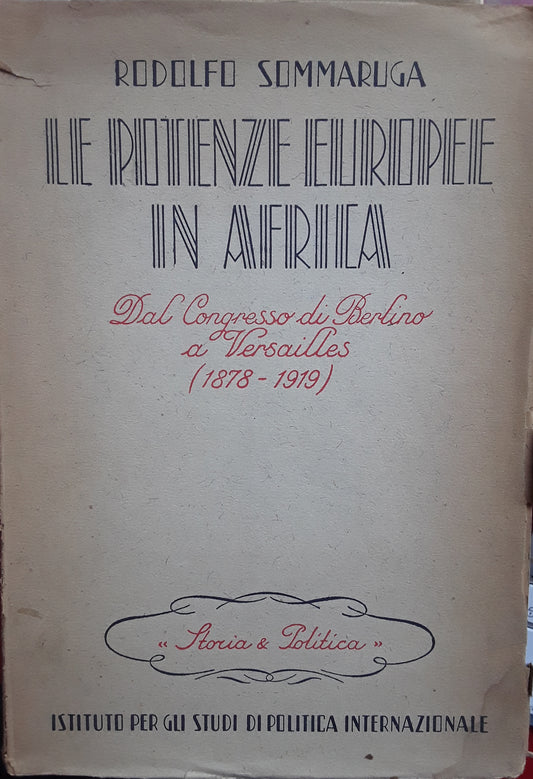 RODOLFO SOMMARUGA
LE POTENZE EUROPEE
IN AFRICA
Dal Congresso di Berlino
a Versailles
(1878 - 1919)
« Storia & Politica »
ISTITUTO PER GLI STUDI DI POLITICA INTERNAZIONALE